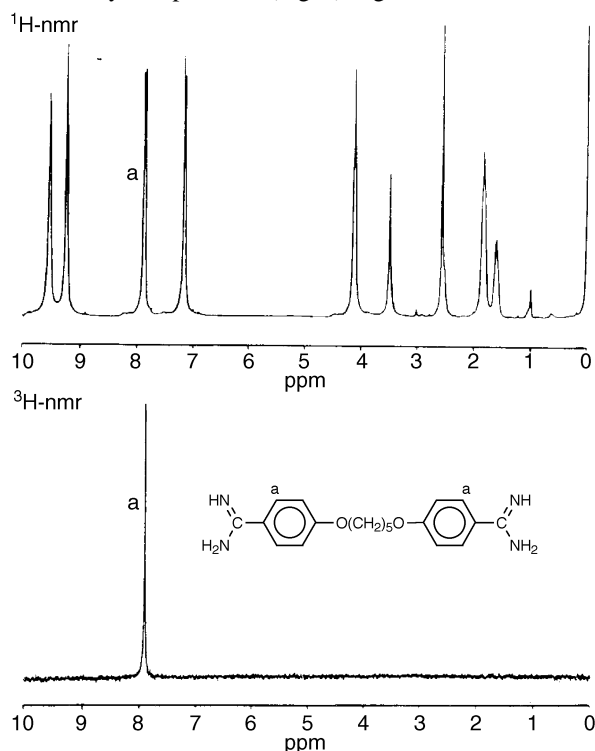 ¹H-nmr
a
10 9 8 7 6 5 4 3 2 1 0
ppm
³H-nmr
a
a a
HN NH
C O(CH₂)₅O C
H₂N NH₂
10 9 8 7 6 5 4 3 2 1 0
ppm